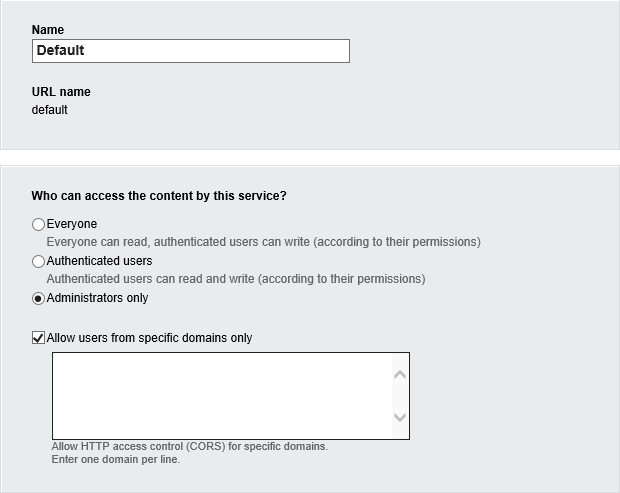 Name
Default
URL name
default
Who can access the content by this service?
Everyone
Everyone can read, authenticated users can write (according to their permissions)
Authenticated users
Authenticated users can read and write (according to their permissions)
Administrators only
Allow users from specific domains only
Allow HTTP access control (CORS) for specific domains.
Enter one domain per line.